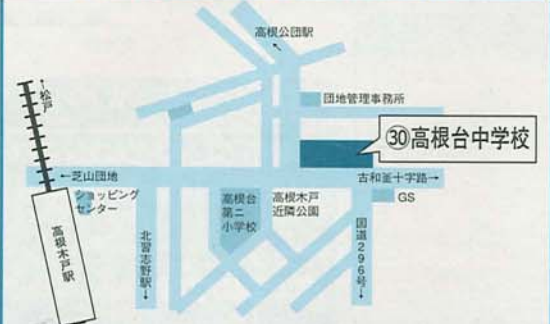 高根公団駅
↑
←松戸
団地管理事務所
㉚高根台中学校
←芝山団地
古和釜十字路→
ショッピング
センター
高根台
第二
小学校
高根木戸
近隣公園
GS
高根木戸駅
北習志野駅→
国道296号→